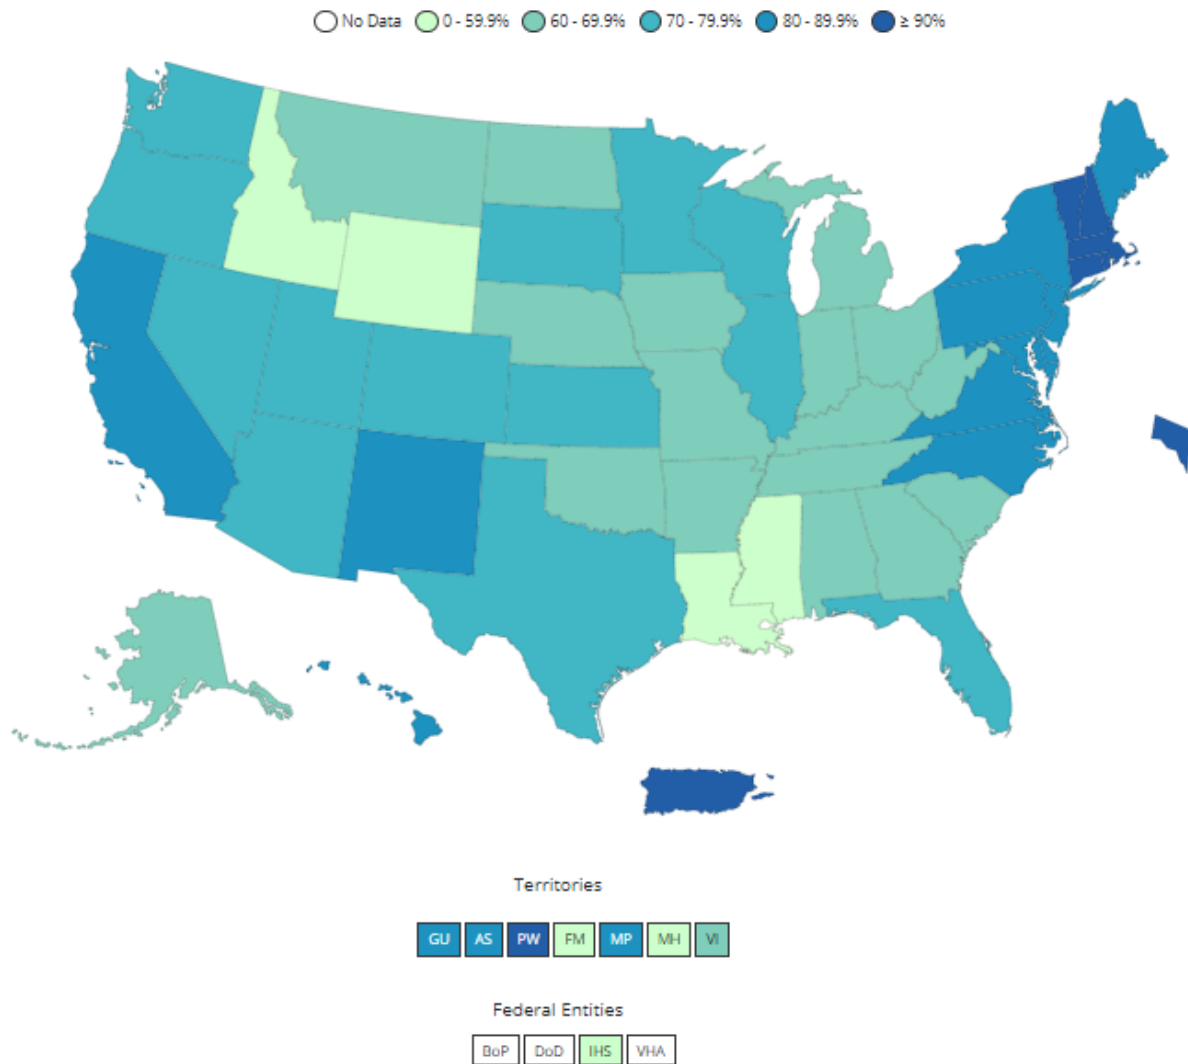 No Data 0 - 59.9% 60 - 69.9% 70 - 79.9% 80 - 89.9% ≥ 90%
Territories
GU AS PW FM MP MH VI
Federal Entities
BoP DoD IHS VHA